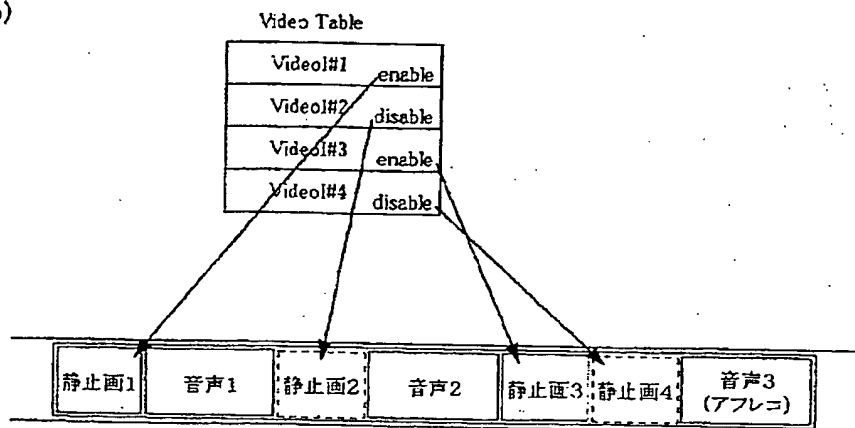 Video Table
VideoI#1 enable
VideoI#2 disable
VideoI#3 enable
VideoI#4 disable
静止画1 音声1 静止画2 音声2 静止画3 静止画4 音声3
(アフレコ)